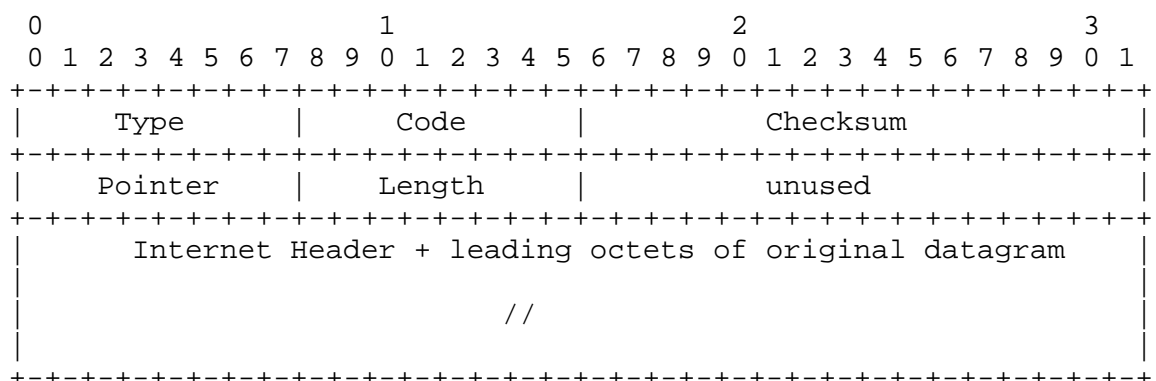 0                   1                   2                   3
 0 1 2 3 4 5 6 7 8 9 0 1 2 3 4 5 6 7 8 9 0 1 2 3 4 5 6 7 8 9 0 1
+-+-+-+-+-+-+-+-+-+-+-+-+-+-+-+-+-+-+-+-+-+-+-+-+-+-+-+-+-+-+-+-+
|     Type      |     Code      |          Checksum             |
+-+-+-+-+-+-+-+-+-+-+-+-+-+-+-+-+-+-+-+-+-+-+-+-+-+-+-+-+-+-+-+-+
|    Pointer    |    Length     |          unused               |
+-+-+-+-+-+-+-+-+-+-+-+-+-+-+-+-+-+-+-+-+-+-+-+-+-+-+-+-+-+-+-+-+
|      Internet Header + leading octets of original datagram    |
|                                                               |
|                           //                                  |
|                                                               |
+-+-+-+-+-+-+-+-+-+-+-+-+-+-+-+-+-+-+-+-+-+-+-+-+-+-+-+-+-+-+-+-+